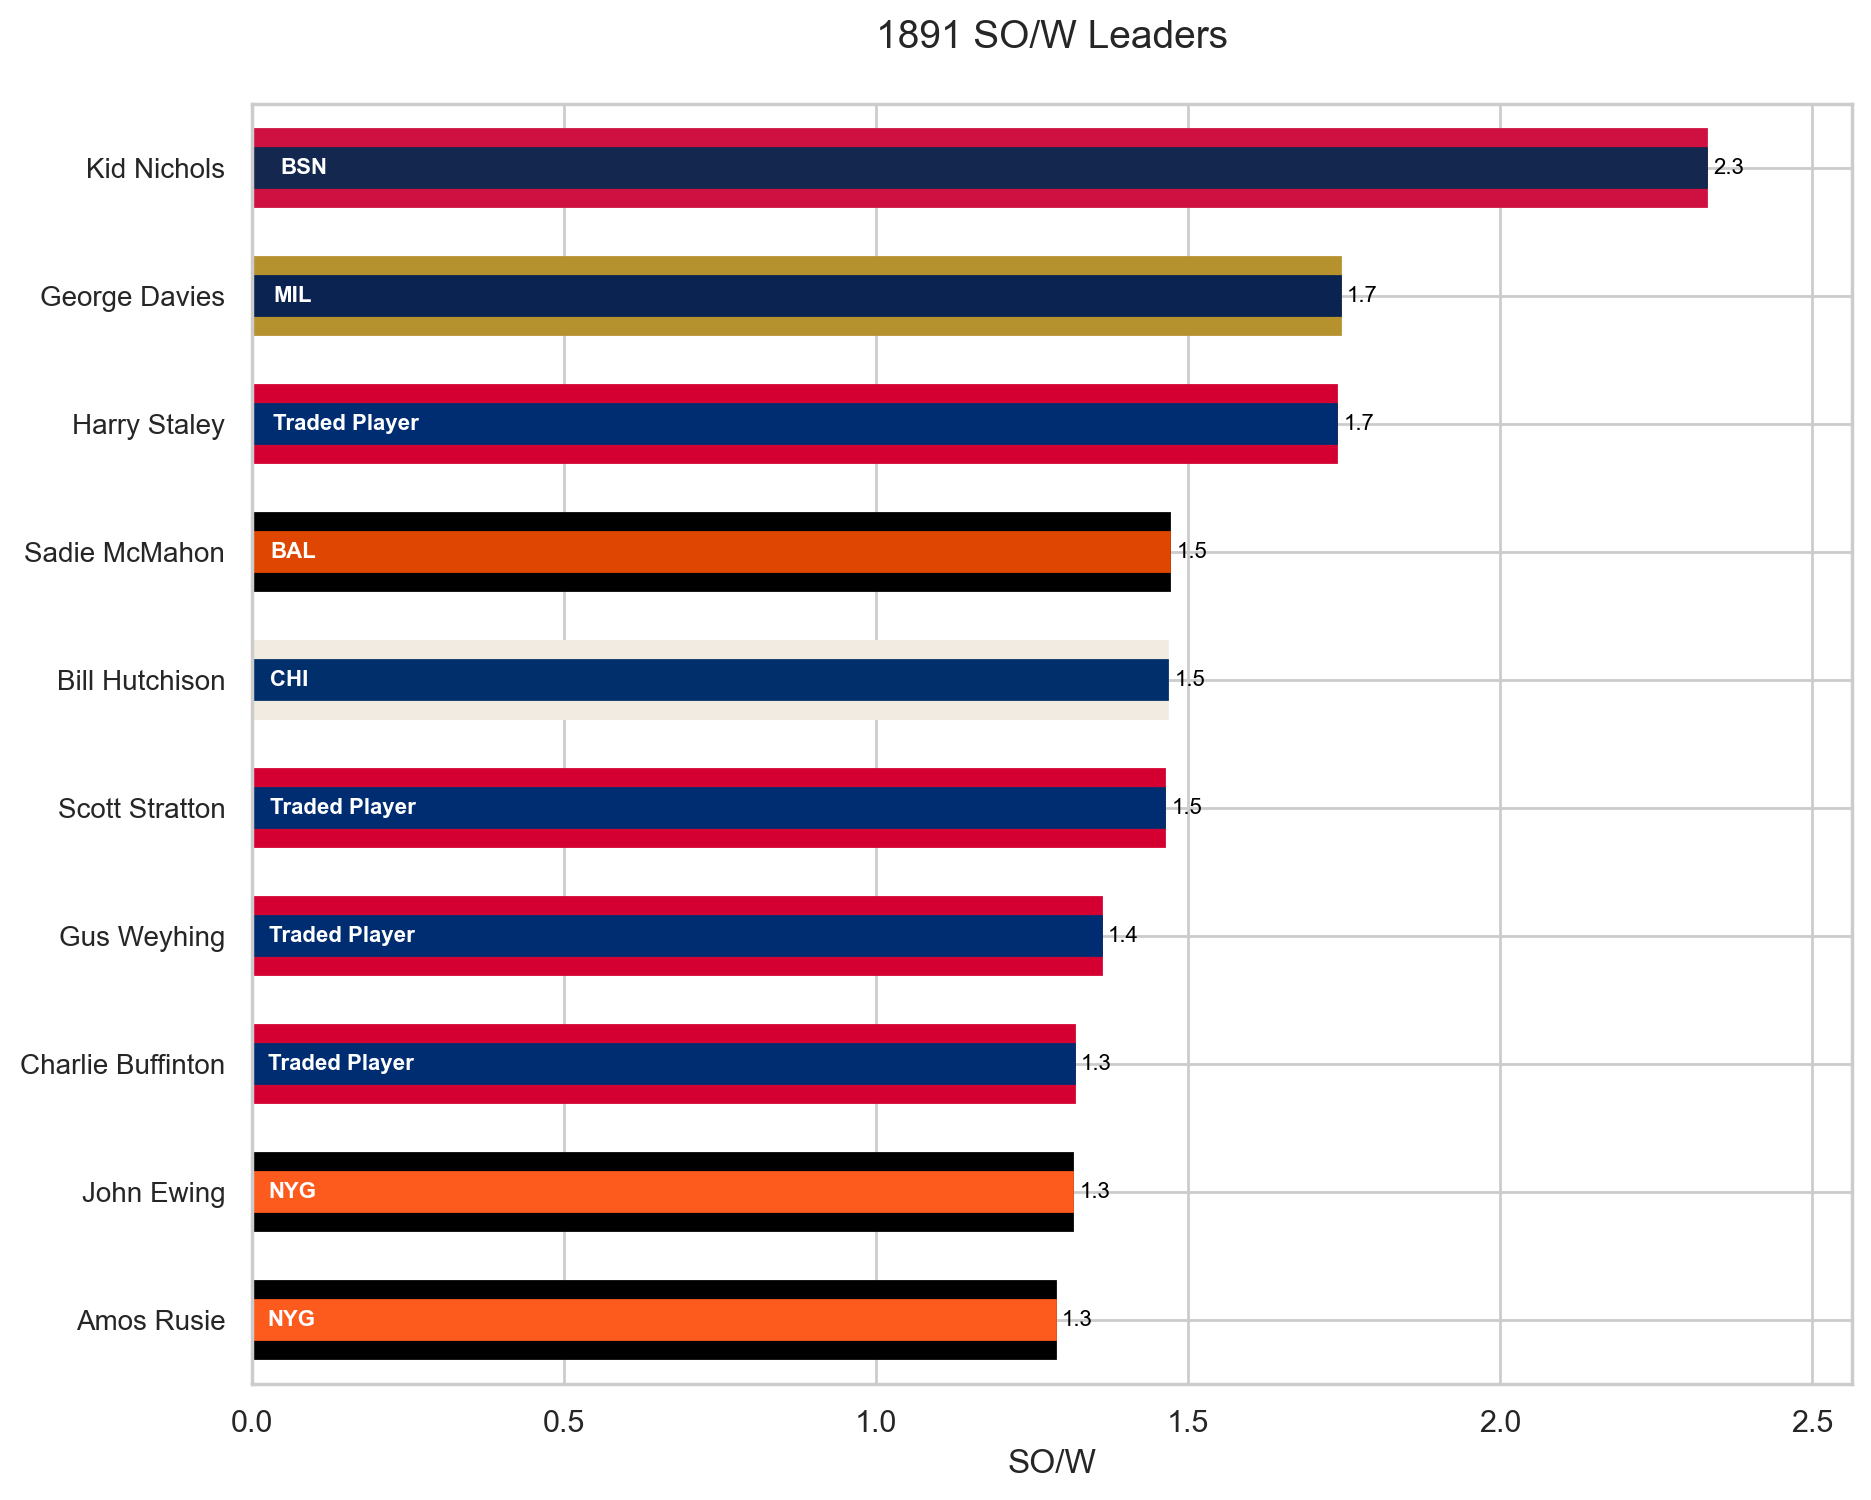 1891 SO/W Leaders
Kid Nichols BSN 2.3
George Davies MIL 1.7
Harry Staley Traded Player 1.7
Sadie McMahon BAL 1.5
Bill Hutchison CHI 1.5
Scott Stratton Traded Player 1.5
Gus Weyhing Traded Player 1.4
Charlie Buffinton Traded Player 1.3
John Ewing NYG 1.3
Amos Rusie NYG 1.3
0.0 0.5 1.0 1.5 2.0 2.5
SO/W